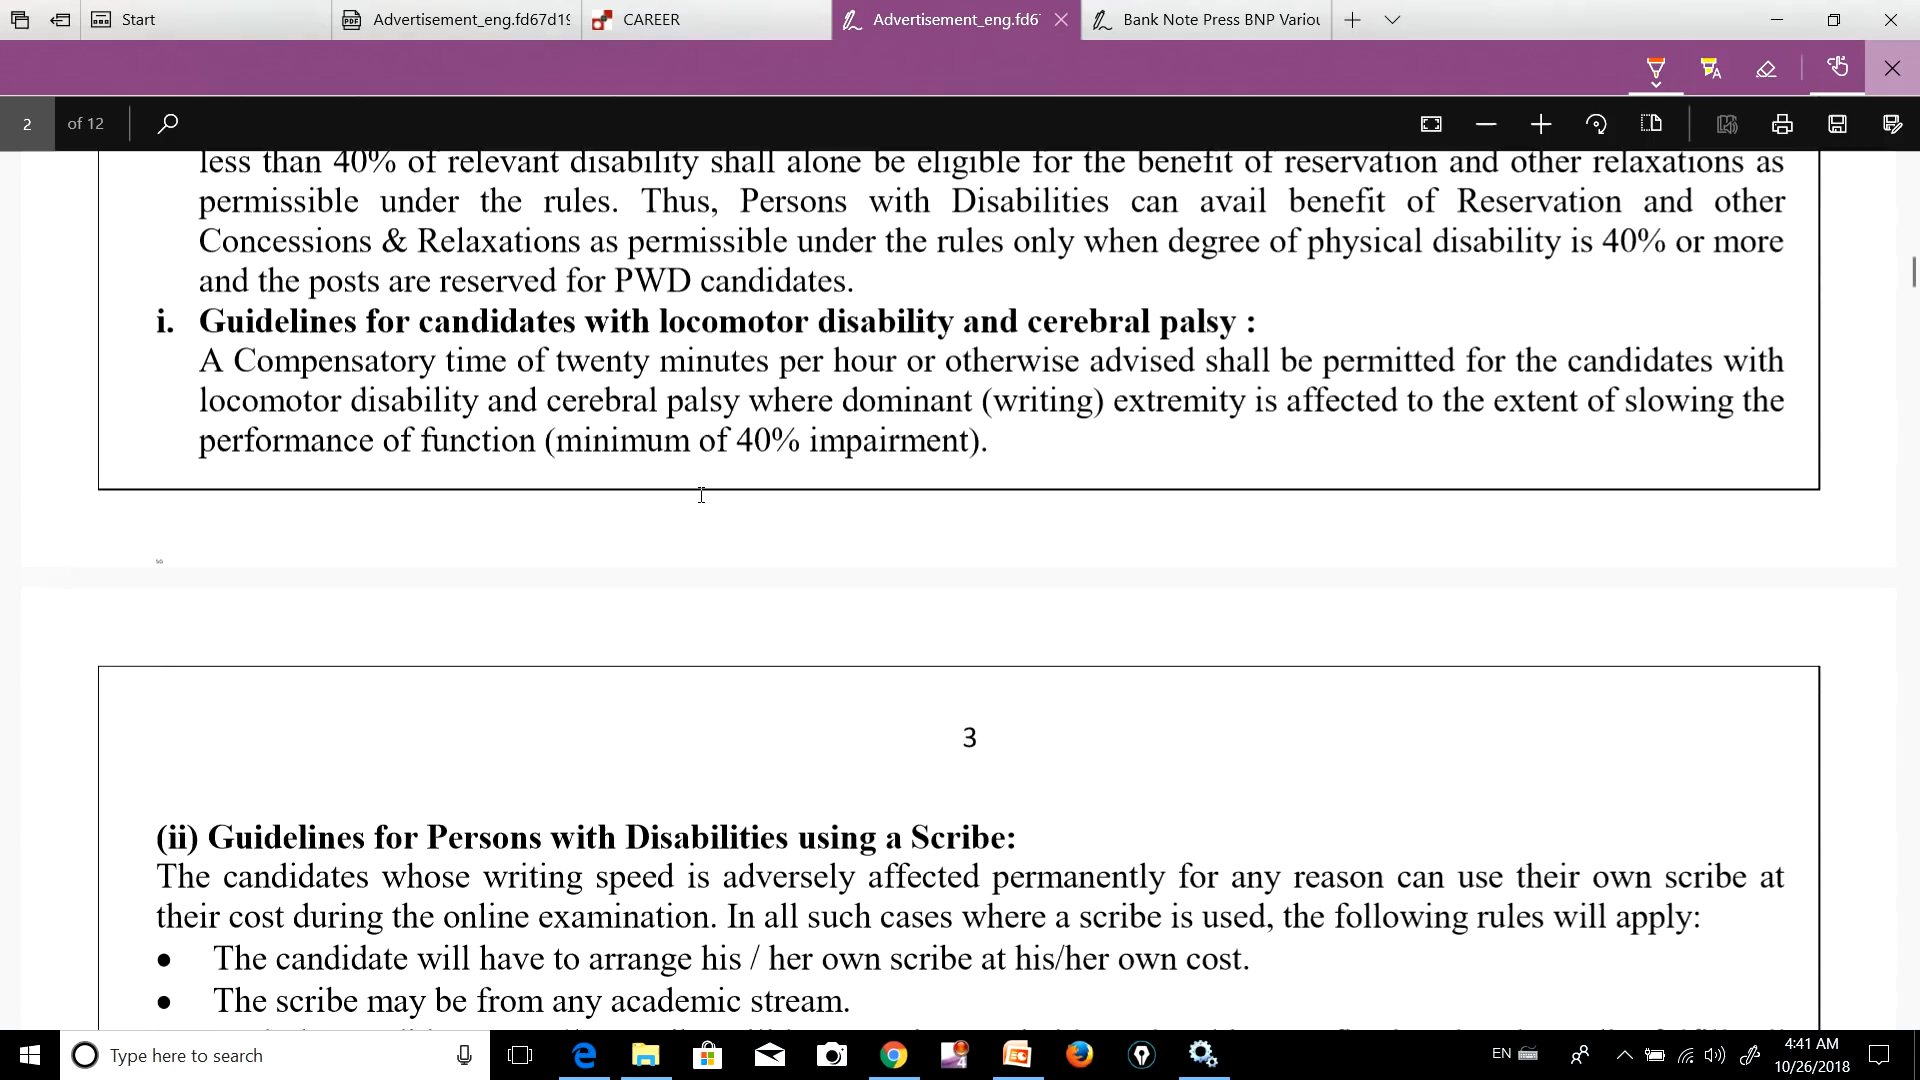 Start
Advertisement_eng.fd67d19
CAREER
Advertisement_eng.fd6
Bank Note Press BNP Variou
2
of 12
less than 40% of relevant disability shall alone be eligible for the benefit of reservation and other relaxations as
permissible under the rules. Thus, Persons with Disabilities can avail benefit of Reservation and other
Concessions & Relaxations as permissible under the rules only when degree of physical disability is 40% or more
and the posts are reserved for PWD candidates.
i. Guidelines for candidates with locomotor disability and cerebral palsy :
A Compensatory time of twenty minutes per hour or otherwise advised shall be permitted for the candidates with
locomotor disability and cerebral palsy where dominant (writing) extremity is affected to the extent of slowing the
performance of function (minimum of 40% impairment).
SG
3
(ii) Guidelines for Persons with Disabilities using a Scribe:
The candidates whose writing speed is adversely affected permanently for any reason can use their own scribe at
their cost during the online examination. In all such cases where a scribe is used, the following rules will apply:
• The candidate will have to arrange his / her own scribe at his/her own cost.
• The scribe may be from any academic stream.
Type here to search
EN
4:41 AM
10/26/2018